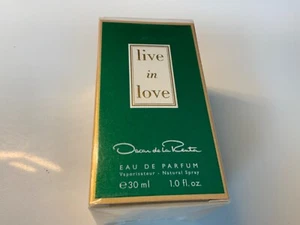 live
in
love
Oscar de la Renta
EAU DE PARFUM
Vaporisateur - Natural Spray
℮30 ml 1.0 fl. oz.